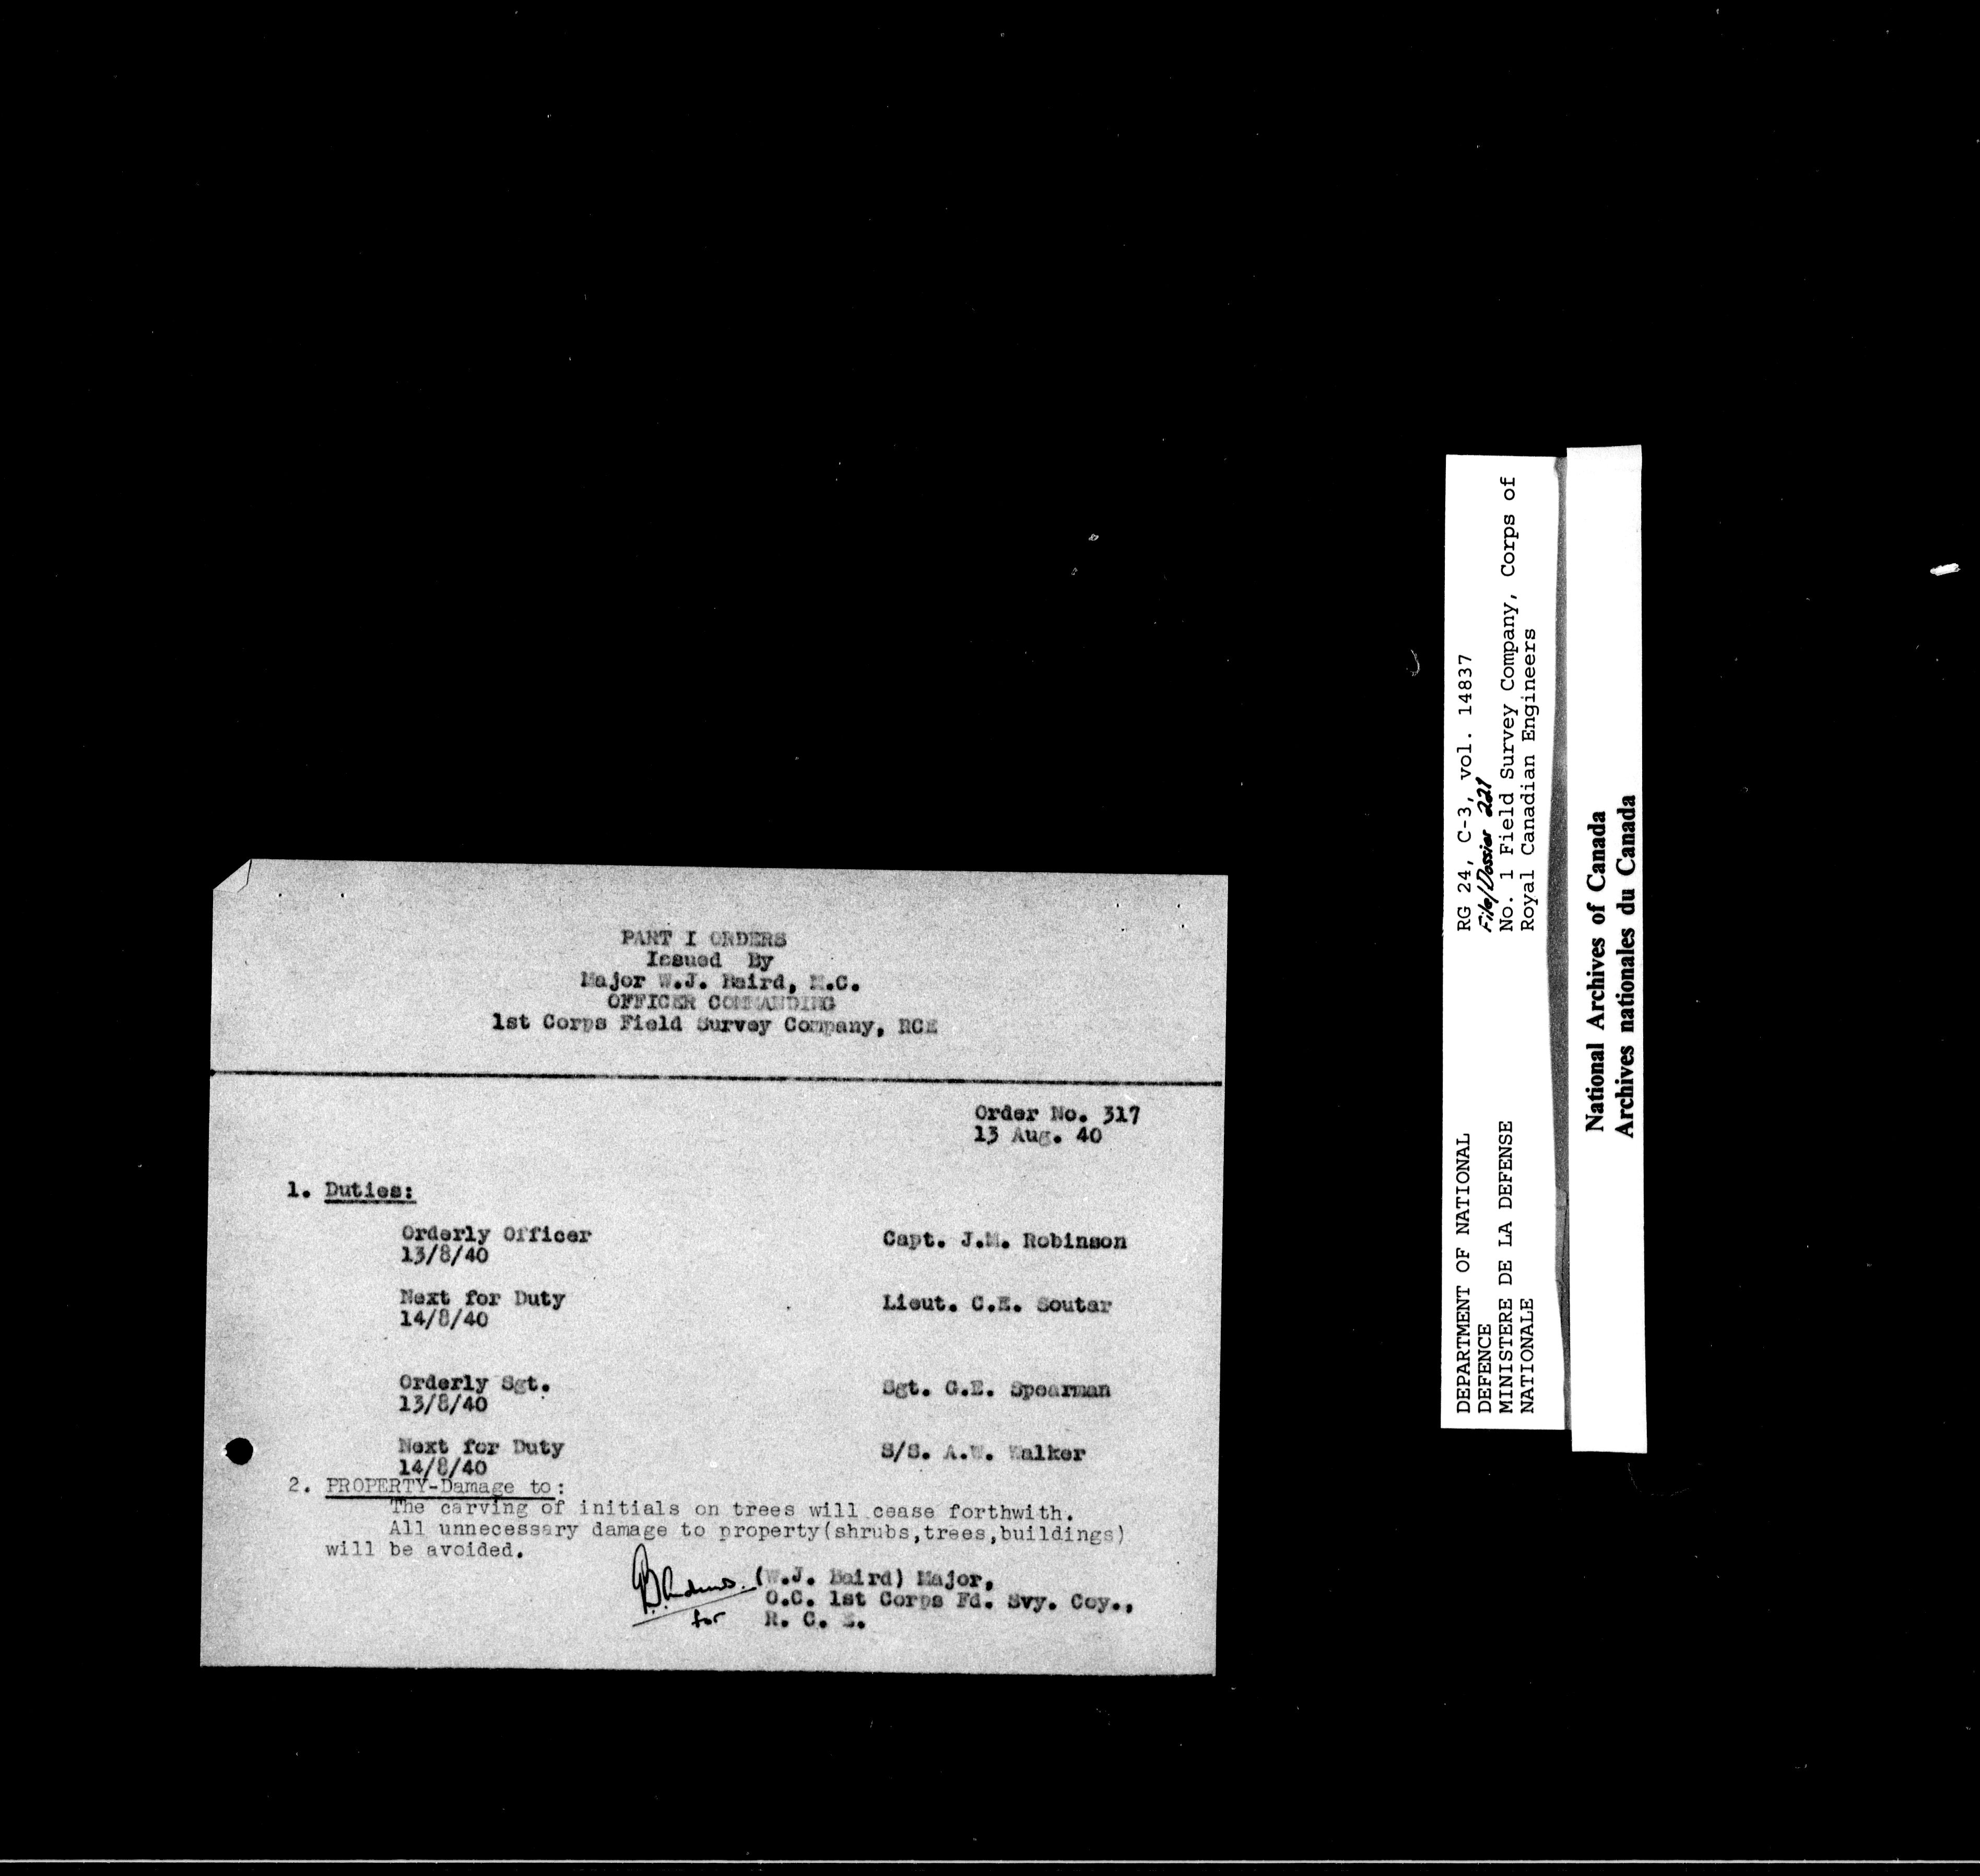 PART I ORDERS
Issued By
Major W.J. Baird, M.C.
OFFICER COMMANDING
1st Corps Field Survey Company, RCE
Order No. 317
13 Aug. 40
1. Duties:
Orderly Officer Capt. J.M. Robinson
13/8/40
Next for Duty Lieut. C.E. Soutar
14/8/40
Orderly Sgt. Sgt. G.E. Spearman
13/8/40
Next for Duty S/S. A.W. Walker
14/8/40
2. PROPERTY-Damage to:
The carving of initials on trees will cease forthwith.
All unnecessary damage to property(shrubs,trees,buildings)
will be avoided.
(W.J. Baird) Major,
O.C. 1st Corps Fd. Svy. Coy.,
for R. C. E.
DEPARTMENT OF NATIONAL
DEFENCE
MINISTERE DE LA DEFENSE
NATIONALE
RG 24, C-3, vol. 14837
File/Dossier 221
No. 1 Field Survey Company, Corps of
Royal Canadian Engineers
National Archives of Canada
Archives nationales du Canada